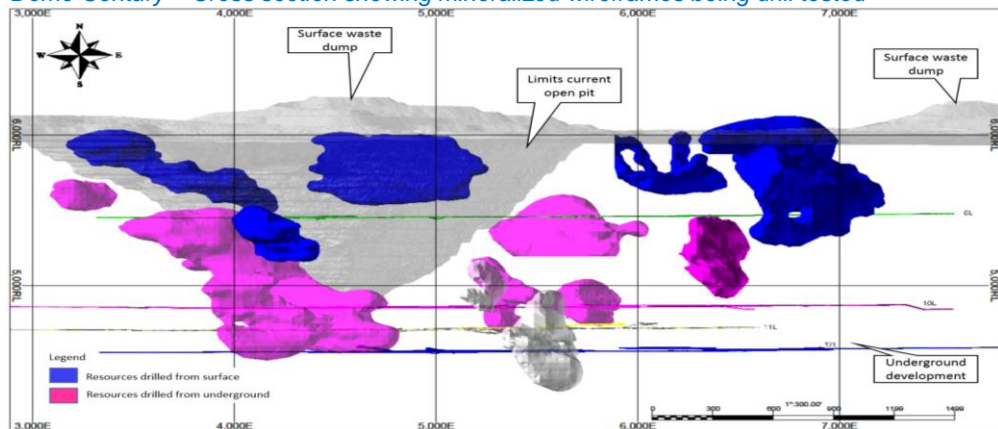 Demo Century – Cross section showing mineralized wireframes being drill tested
3,000E 4,000E 5,000E 6,000E 7,000E
N
W E
S
Surface waste
dump
Limits current
open pit
Surface waste
dump
6,000RL 6,000RL
8L
5,000RL 5,000RL
10L
11L
12L
Legend
Resources drilled from surface
Resources drilled from underground
Underground
development
0 300 600 900 1199 1499
3,000E 4,000E 5,000E 6,000E 7,000E